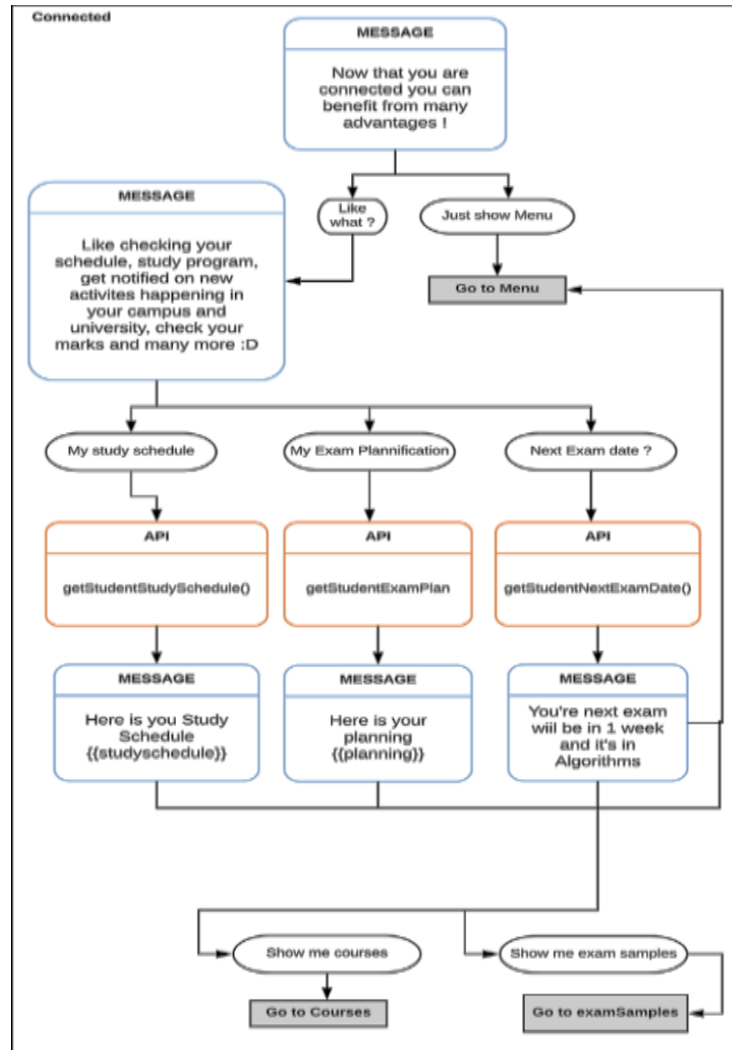 Connected
MESSAGE
Now that you are
connected you can
benefit from many
advantages !
Like
what ?
Just show Menu
Go to Menu
MESSAGE
Like checking your
schedule, study program,
get notified on new
activites happening in
your campus and
university, check your
marks and many more :D
My study schedule
My Exam Plannification
Next Exam date ?
API
getStudentStudySchedule()
API
getStudentExamPlan
API
getStudentNextExamDate()
MESSAGE
Here is you Study
Schedule
{{studyschedule}}
MESSAGE
Here is your
planning
{{planning}}
MESSAGE
You're next exam
wiil be in 1 week
and it's in
Algorithms
Show me courses
Show me exam samples
Go to Courses
Go to examSamples